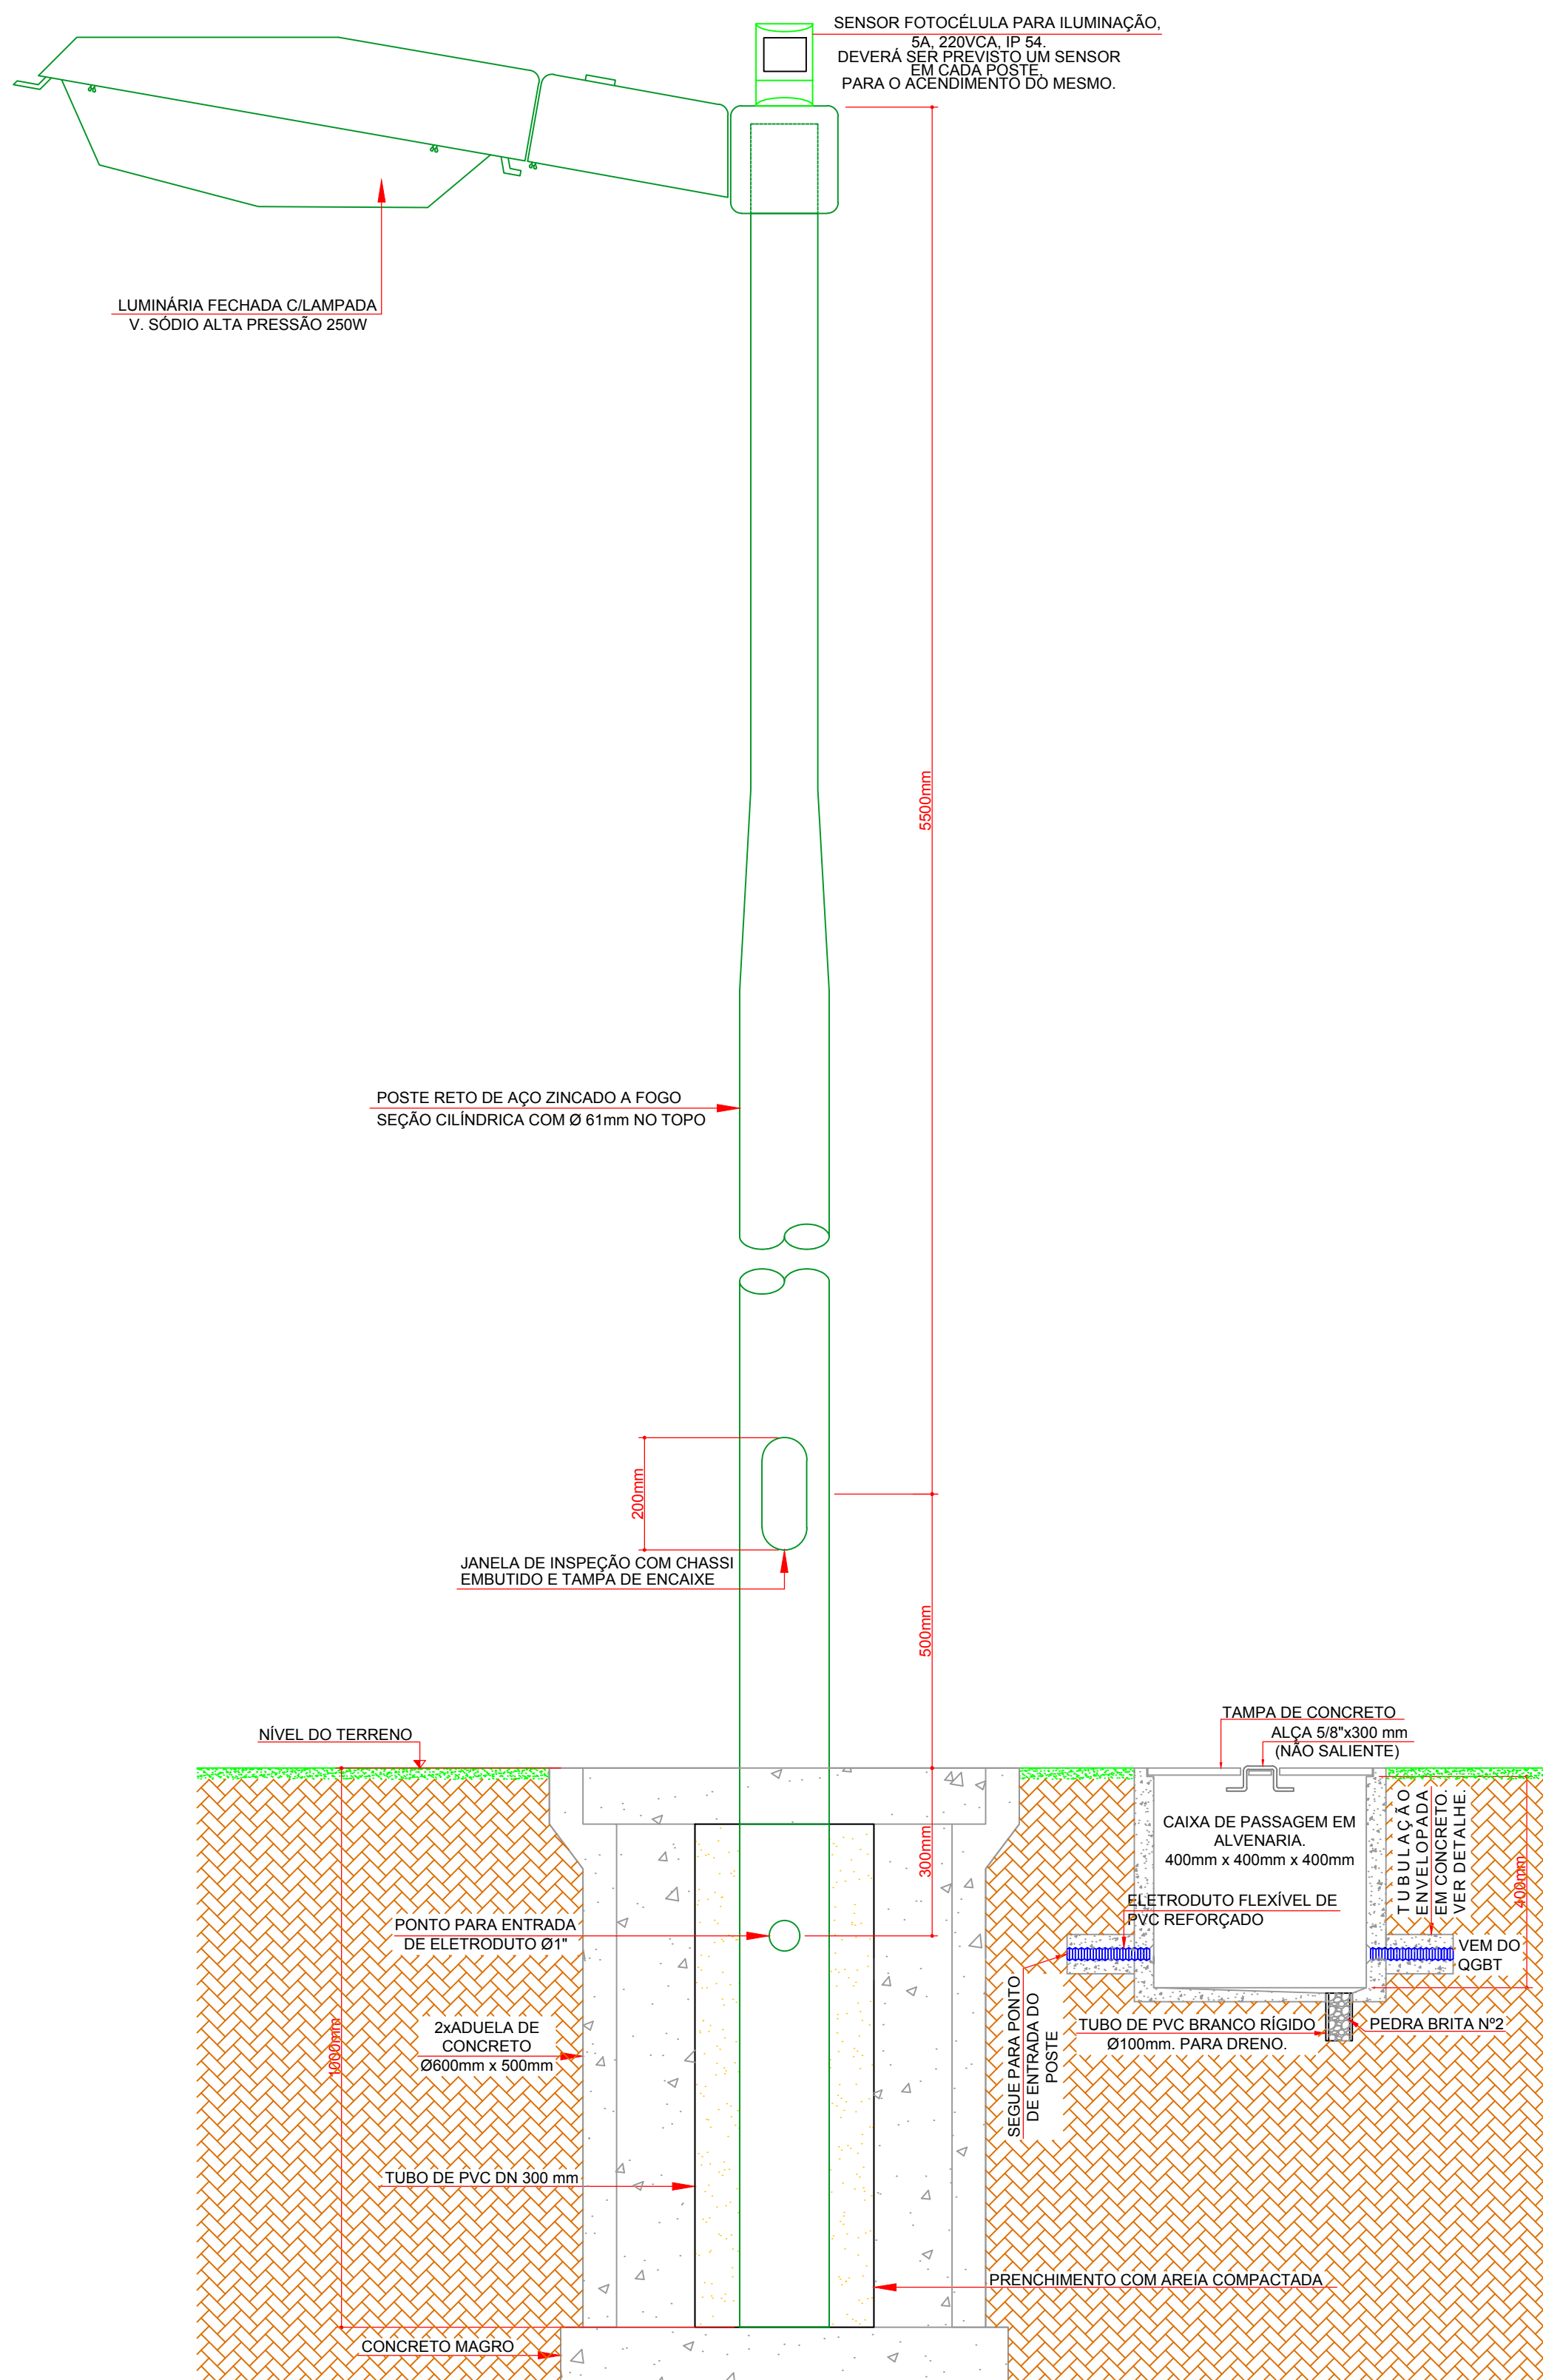 SENSOR FOTOCÉLULA PARA ILUMINAÇÃO,
5A, 220VCA, IP 54.
DEVERÁ SER PREVISTO UM SENSOR
EM CADA POSTE,
PARA O ACENDIMENTO DO MESMO.
LUMINÁRIA FECHADA C/LAMPADA
V. SÓDIO ALTA PRESSÃO 250W
5500mm
POSTE RETO DE AÇO ZINCADO A FOGO
SEÇÃO CILÍNDRICA COM Ø 61mm NO TOPO
200mm
JANELA DE INSPEÇÃO COM CHASSI
EMBUTIDO E TAMPA DE ENCAIXE
500mm
NÍVEL DO TERRENO
TAMPA DE CONCRETO
ALÇA 5/8"x300 mm
(NÃO SALIENTE)
CAIXA DE PASSAGEM EM
ALVENARIA.
400mm x 400mm x 400mm
TUBULAÇÃO
ENVELOPADA
EM CONCRETO.
VER DETALHE.
400mm
300mm
ELETRODUTO FLEXÍVEL DE
PVC REFORÇADO
PONTO PARA ENTRADA
DE ELETRODUTO Ø1"
VEM DO
QGBT
SEGUE PARA PONTO
DE ENTRADA DO
POSTE
TUBO DE PVC BRANCO RÍGIDO
Ø100mm. PARA DRENO.
PEDRA BRITA Nº2
1000mm
2xADUELA DE
CONCRETO
Ø600mm x 500mm
TUBO DE PVC DN 300 mm
PRENCHIMENTO COM AREIA COMPACTADA
CONCRETO MAGRO